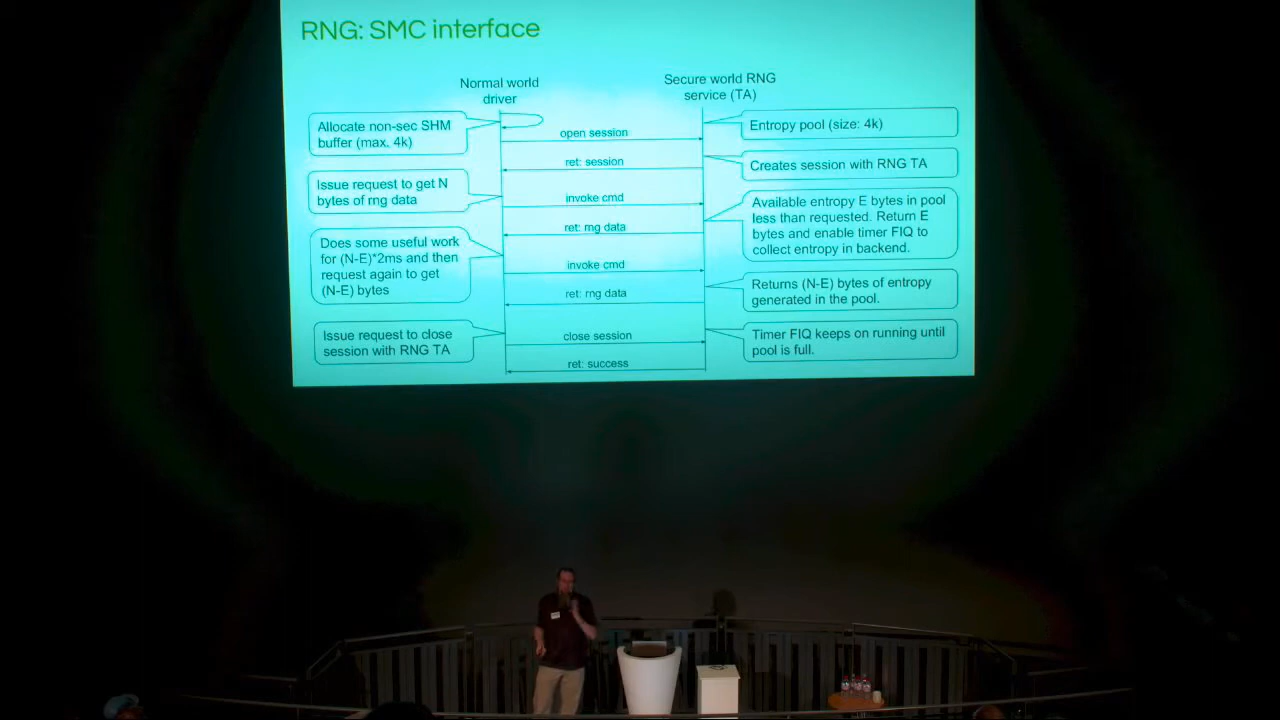 RNG: SMC interface
Normal world
driver
Secure world RNG
service (TA)
Allocate non-sec SHM
buffer (max. 4k)
open session
Entropy pool (size: 4k)
ret: session
Creates session with RNG TA
Issue request to get N
bytes of rng data
invoke cmd
Available entropy E bytes in pool
less than requested. Return E
bytes and enable timer FIQ to
collect entropy in backend.
ret: rng data
Does some useful work
for (N-E)*2ms and then
request again to get
(N-E) bytes
invoke cmd
ret: rng data
Returns (N-E) bytes of entropy
generated in the pool.
Issue request to close
session with RNG TA
close session
Timer FIQ keeps on running until
pool is full.
ret: success